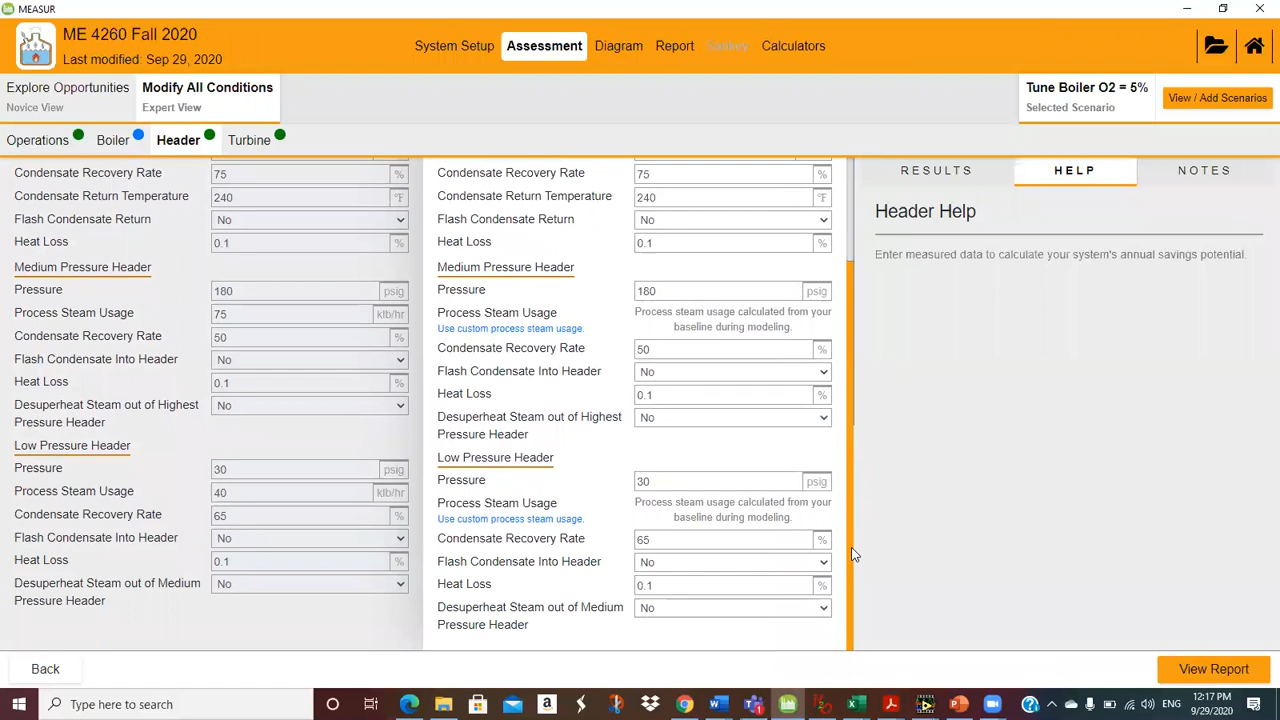 MEASUR
ME 4260 Fall 2020
Last modified: Sep 29, 2020
System Setup
Assessment
Diagram
Report
Sankey
Calculators
Explore Opportunities
Novice View
Modify All Conditions
Expert View
Tune Boiler O2 = 5%
Selected Scenario
View / Add Scenarios
Operations
Boiler
Header
Turbine
Condensate Recovery Rate 75 %
Condensate Return Temperature 240 °F
Flash Condensate Return No
Heat Loss 0.1 %
Medium Pressure Header
Pressure 180 psig
Process Steam Usage 75 klb/hr
Condensate Recovery Rate 50 %
Flash Condensate Into Header No
Heat Loss 0.1 %
Desuperheat Steam out of Highest No
Pressure Header
Low Pressure Header
Pressure 30 psig
Process Steam Usage 40 klb/hr
Condensate Recovery Rate 65 %
Flash Condensate Into Header No
Heat Loss 0.1 %
Desuperheat Steam out of Medium No
Pressure Header
Condensate Recovery Rate 75 %
Condensate Return Temperature 240 °F
Flash Condensate Return No
Heat Loss 0.1 %
Medium Pressure Header
Pressure 180 psig
Process Steam Usage Process steam usage calculated from your
Use custom process steam usage. baseline during modeling.
Condensate Recovery Rate 50 %
Flash Condensate Into Header No
Heat Loss 0.1 %
Desuperheat Steam out of Highest No
Pressure Header
Low Pressure Header
Pressure 30 psig
Process Steam Usage Process steam usage calculated from your
Use custom process steam usage. baseline during modeling.
Condensate Recovery Rate 65 %
Flash Condensate Into Header No
Heat Loss 0.1 %
Desuperheat Steam out of Medium No
Pressure Header
RESULTS
HELP
NOTES
Header Help
Enter measured data to calculate your system's annual savings potential.
Back
View Report
Type here to search
ENG
12:17 PM
9/29/2020